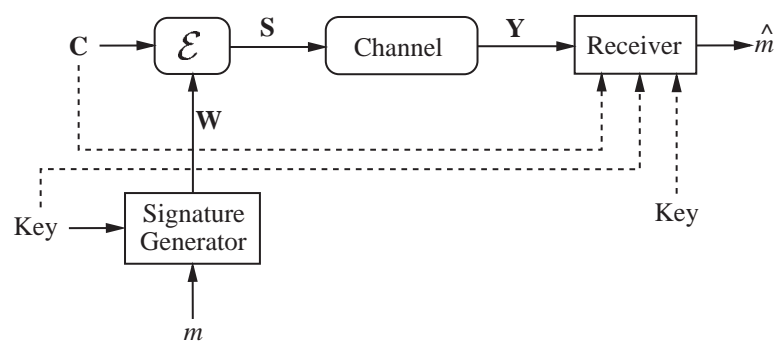 C
ℰ
S
Channel
Y
Receiver
m̂
W
Key
Signature
Generator
Key
m